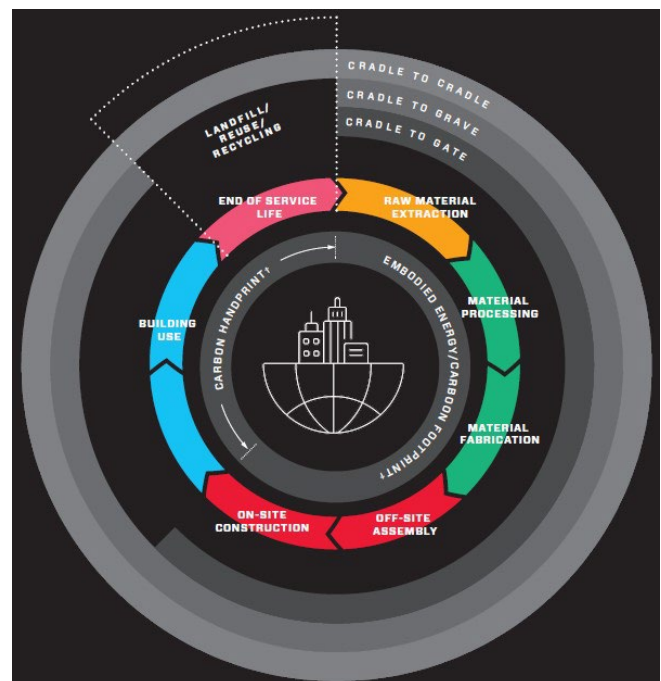 CRADLE TO CRADLE
CRADLE TO GRAVE
CRADLE TO GATE
LANDFILL/
REUSE/
RECYCLING
END OF SERVICE
LIFE
RAW MATERIAL
EXTRACTION
MATERIAL
PROCESSING
MATERIAL
FABRICATION
OFF-SITE
ASSEMBLY
ON-SITE
CONSTRUCTION
BUILDING
USE
CARBON HANDPRINT†
EMBODIED ENERGY/CARBOON FOOTPRINT†